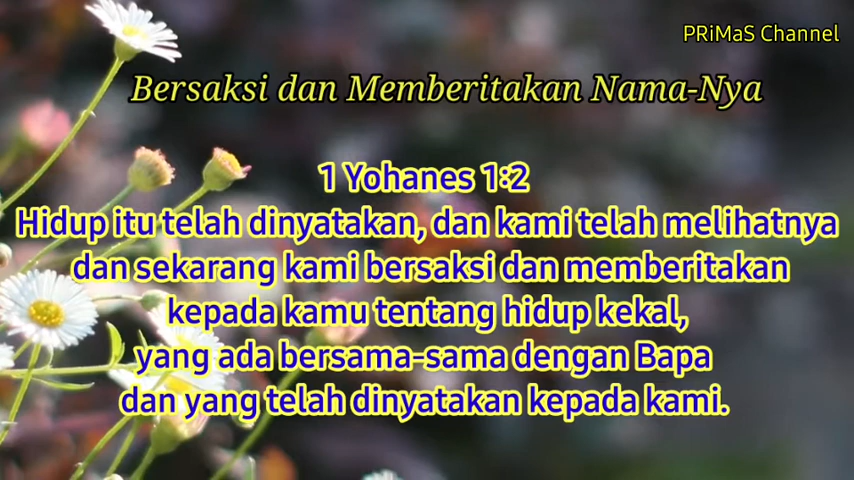 PRiMaS Channel
Bersaksi dan Memberitakan Nama-Nya
1 Yohanes 1:2
Hidup itu telah dinyatakan, dan kami telah melihatnya
dan sekarang kami bersaksi dan memberitakan
kepada kamu tentang hidup kekal,
yang ada bersama-sama dengan Bapa
dan yang telah dinyatakan kepada kami.